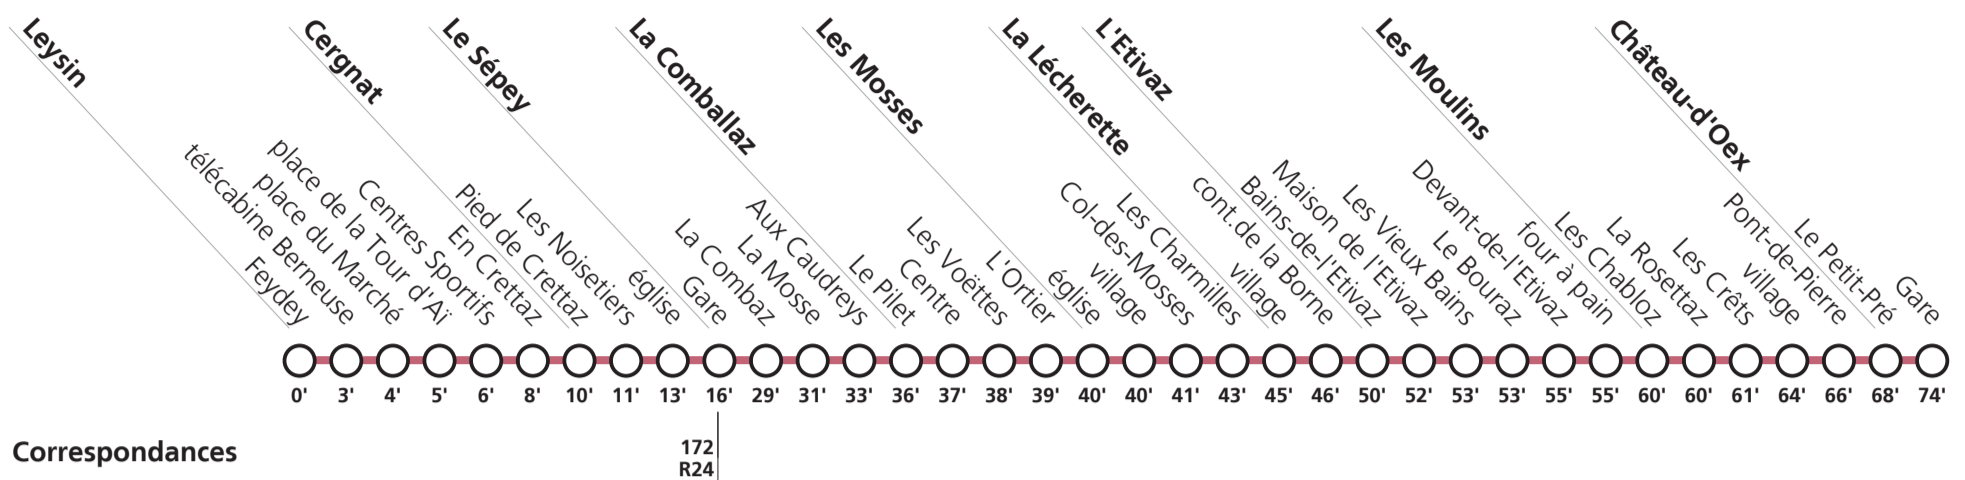 Leysin
Cergnat
Le Sépey
La Comballaz
Les Mosses
La Lécherette
L'Etivaz
Les Moulins
Château-d'Oex
Feydey
télécabine Berneuse
place du Marché
place de la Tour d'Aï
Centres Sportifs
En Crettaz
Pied de Crettaz
Les Noisetiers
église
Gare
La Combaz
La Mosse
Aux Caudreys
Le Pilet
Centre
Les Voëttes
L'Ortier
église
village
Col-des-Mosses
Les Charmilles
village
cont.de la Borne
Bains-de-l'Etivaz
Maison de l'Etivaz
Les Vieux Bains
Le Bouraz
Devant-de-l'Etivaz
four à pain
Les Chabloz
La Rosettaz
Les Crêts
village
Pont-de-Pierre
Le Petit-Pré
Gare
0' 3' 4' 5' 6' 8' 10' 11' 13' 16' 29' 31' 33' 36' 37' 38' 39' 40' 40' 41' 43' 45' 46' 50' 52' 53' 53' 55' 55' 60' 60' 61' 64' 66' 68' 74'
Correspondances
172
R24